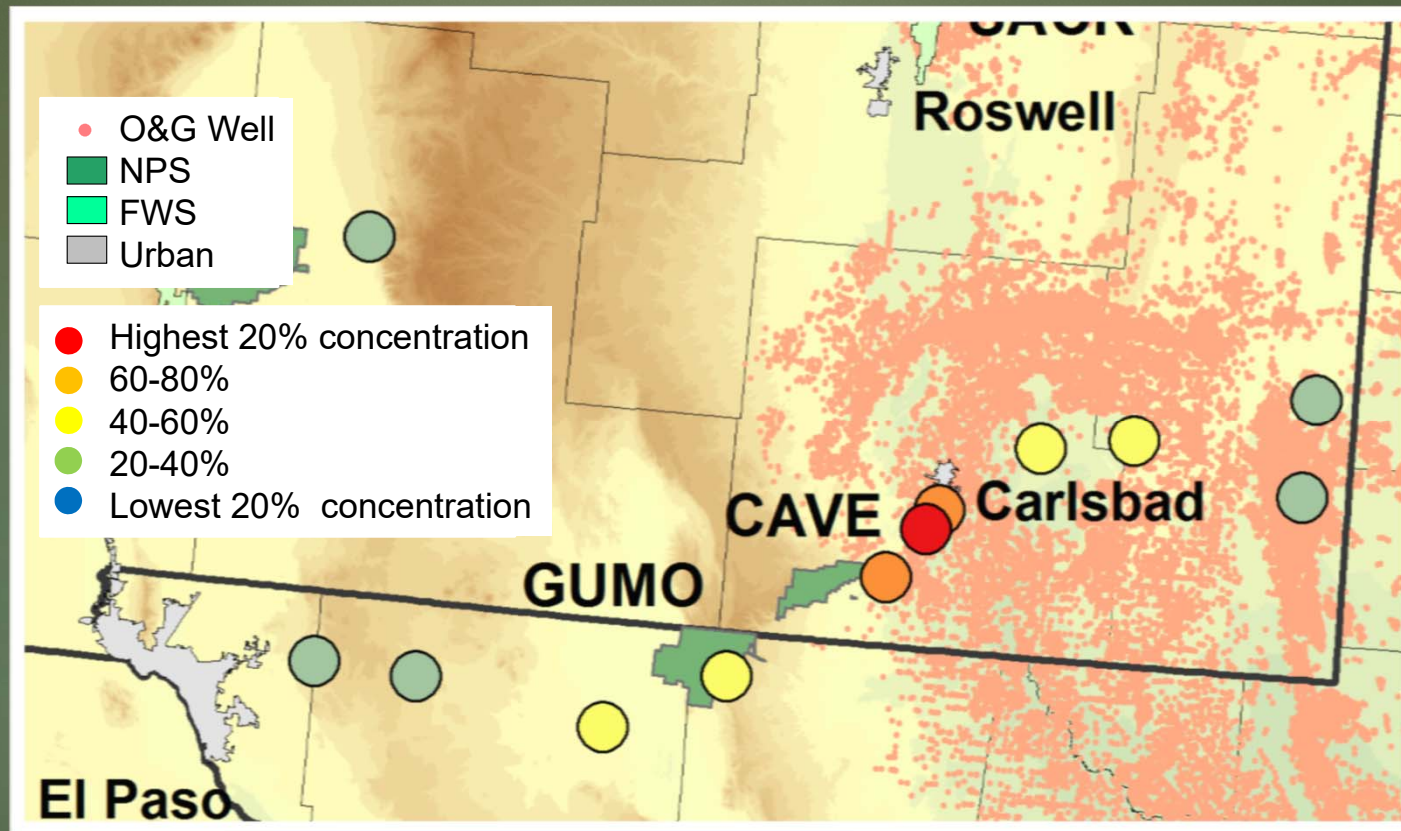 Roswell
O&G Well
NPS
FWS
Urban
Highest 20% concentration
60-80%
40-60%
20-40%
Lowest 20% concentration
CAVE
Carlsbad
GUMO
El Paso